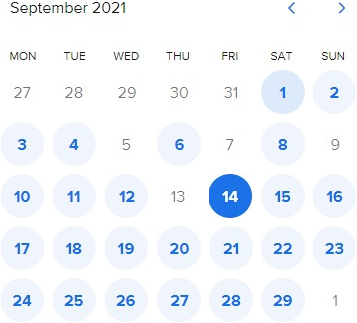 September 2021
MON TUE WED THU FRI SAT SUN
27 28 29 30 31 1 2
3 4 5 6 7 8 9
10 11 12 13 14 15 16
17 18 19 20 21 22 23
24 25 26 27 28 29 1